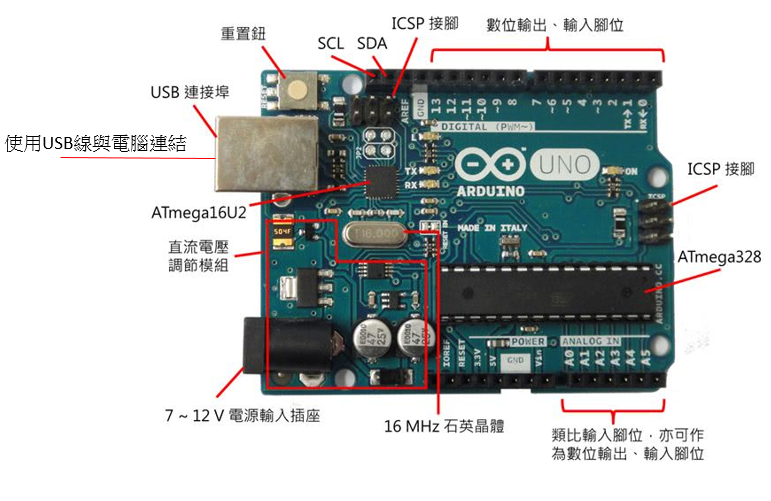 ICSP 接腳
數位輸出、輸入腳位
重置鈕
SCL SDA
USB 連接埠
使用USB線與電腦連結
RESET
AREF
GND
13
12
~11
~10
~9
8
7
~6
~5
4
~3
2
TX→1
RX←0
DIGITAL (PWM~)
L
TX
RX
™
UNO
ARDUINO
ON
ICSP
ICSP 接腳
ATmega16U2
T16.000
RESET EN
MADE IN ITALY
直流電壓
調節模組
504F
ATmega328
ARDUINO.CC
47
25V
47
25V
IOREF
RESET
3.3V
5V
GND
Vin
POWER
ANALOG IN
A0
A1
A2
A3
A4
A5
7 ~ 12 V 電源輸入插座
16 MHz 石英晶體
類比輸入腳位，亦可作
為數位輸出、輸入腳位